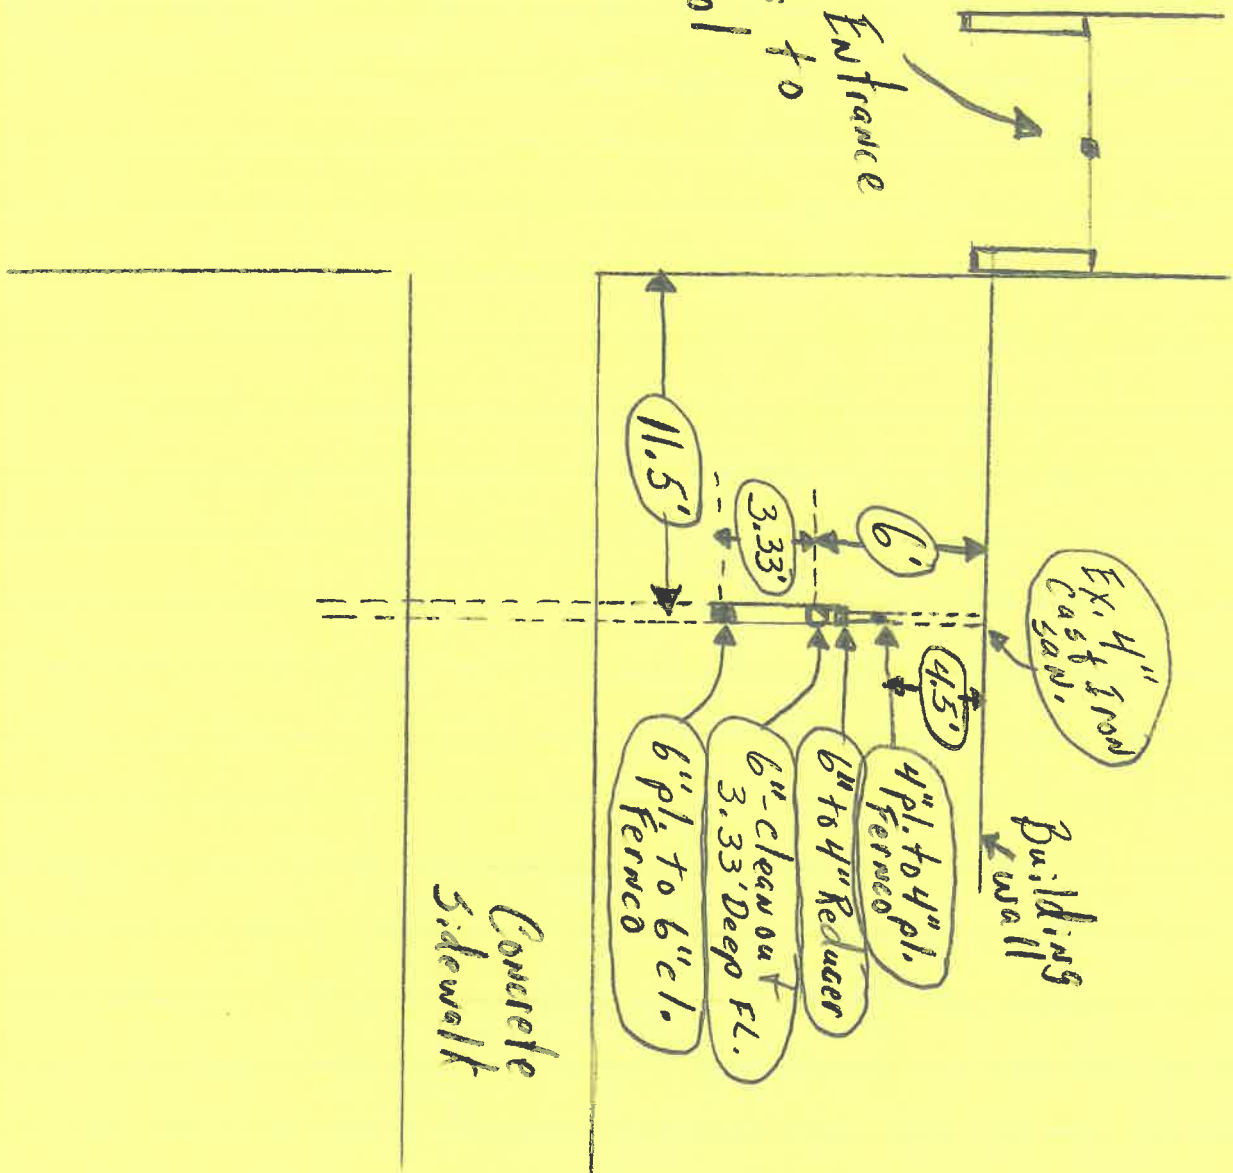 Entrance
to
Ex. 4"
Cast Iron
San.
Building
wall
11.5'
3.33'
6'
4.5'
4" pl. to 4" pl.
Fernco
6" to 4" Reducer
6"-cleanout
3.33' Deep FL.
6" pl. to 6" cl.
Fernco
Concrete
Sidewalk